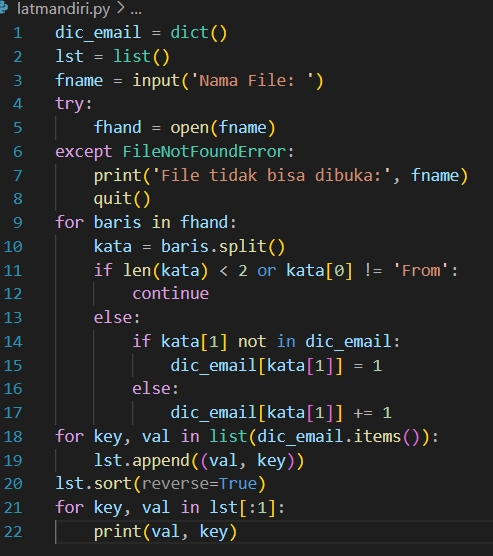 latmandiri.py > ...
1 dic_email = dict()
2 lst = list()
3 fname = input('Nama File: ')
4 try:
5     fhand = open(fname)
6 except FileNotFoundError:
7     print('File tidak bisa dibuka:', fname)
8     quit()
9 for baris in fhand:
10     kata = baris.split()
11     if len(kata) < 2 or kata[0] != 'From':
12         continue
13     else:
14         if kata[1] not in dic_email:
15             dic_email[kata[1]] = 1
16         else:
17             dic_email[kata[1]] += 1
18 for key, val in list(dic_email.items()):
19     lst.append((val, key))
20 lst.sort(reverse=True)
21 for key, val in lst[:1]:
22     print(val, key)